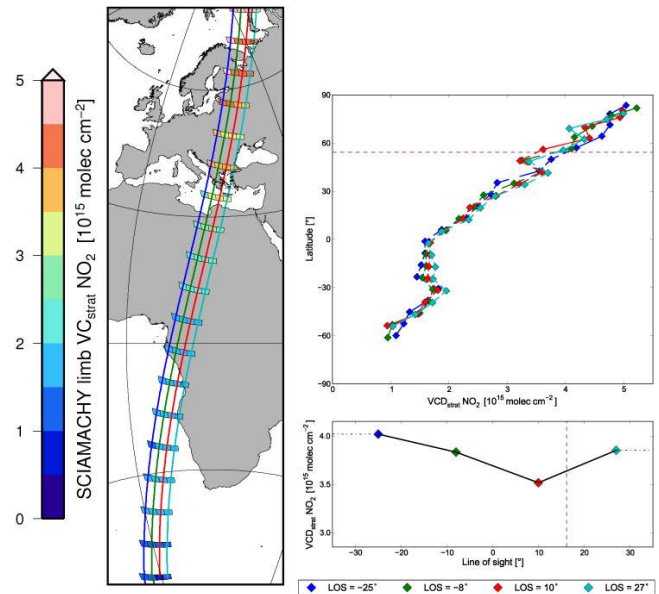 5
4
3
2
1
0
SCIAMACHY limb VC_strat NO_2 [10^15 molec cm^-2]
90
60
30
0
−30
−60
−90
Latitude [°]
0 1 2 3 4 5
VCD_strat NO_2 [10^15 molec cm^-2]
4.0
3.5
3.0
VCD_strat NO_2 [10^15 molec cm^-2]
−30 −20 −10 0 10 20 30
Line of sight [°]
LOS = −25° LOS = −8° LOS = 10° LOS = 27°